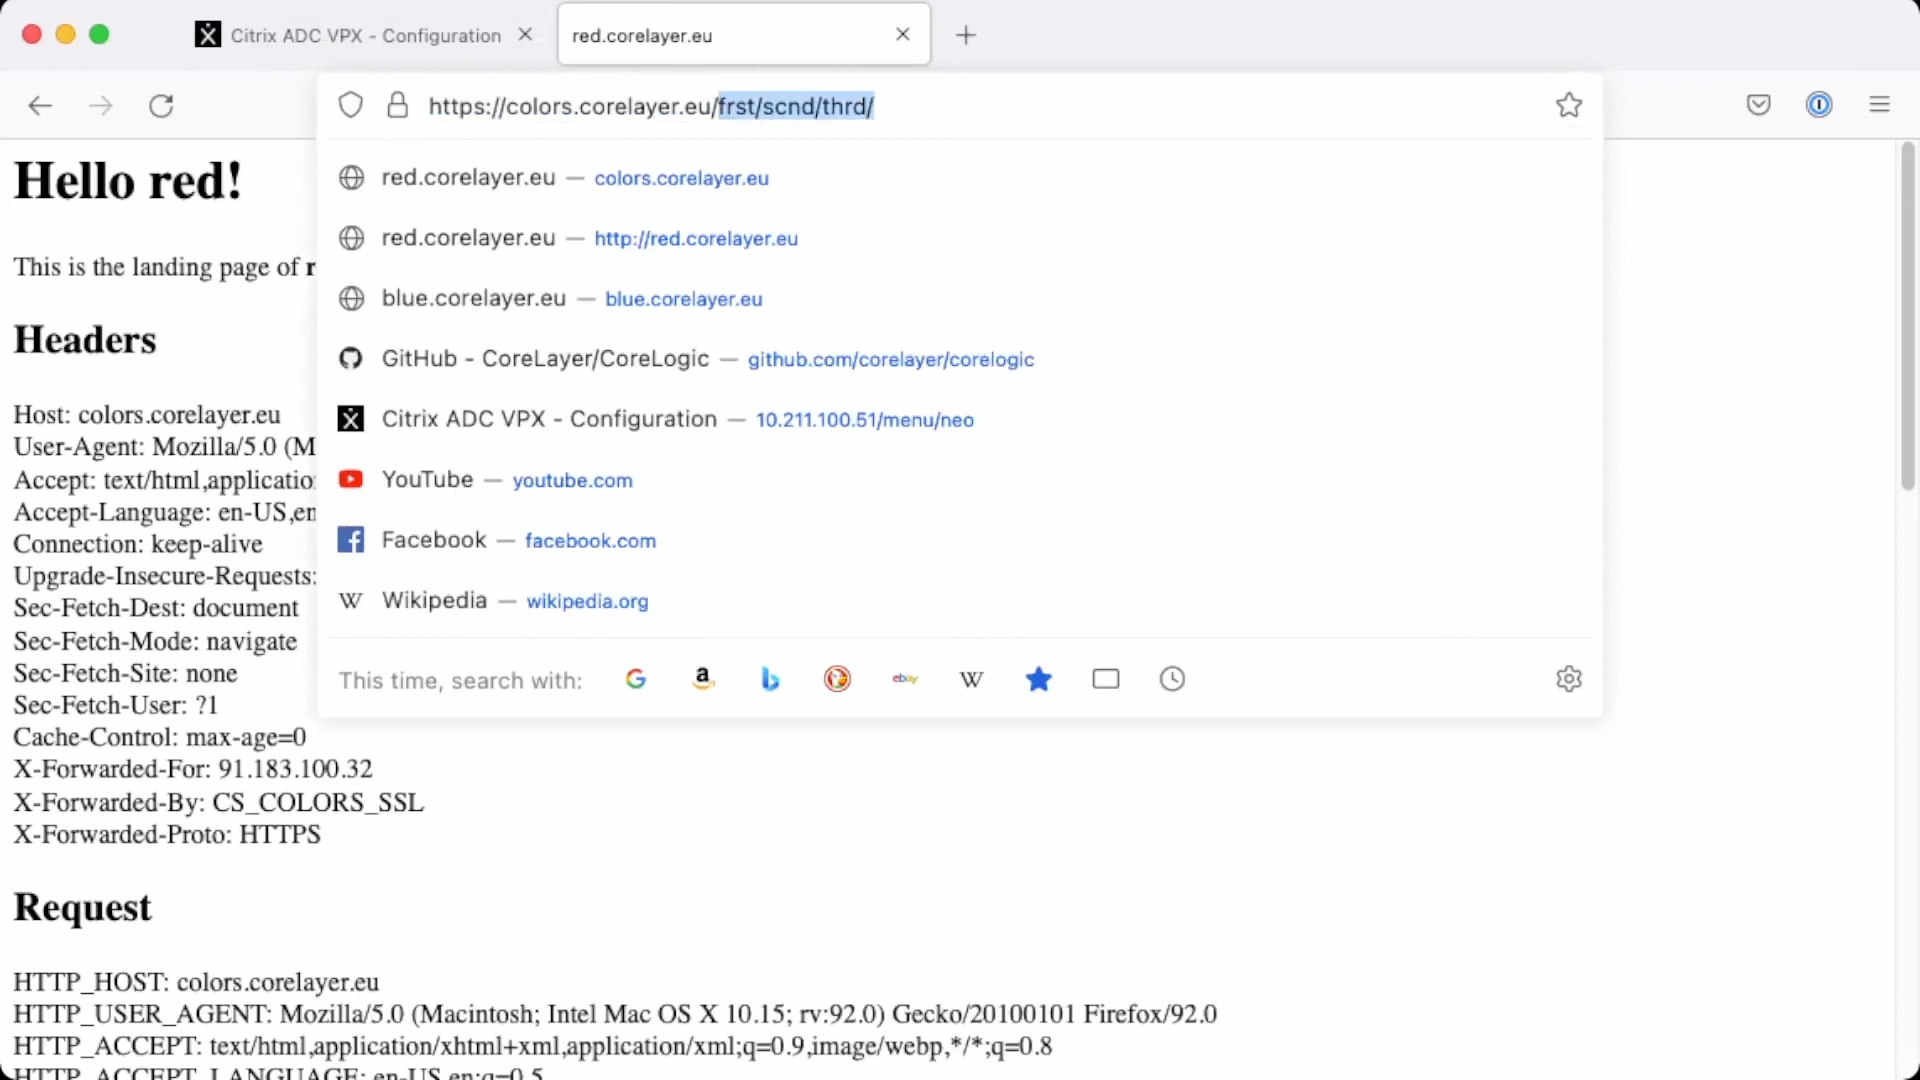 Citrix ADC VPX - Configuration
red.corelayer.eu
https://colors.corelayer.eu/frst/scnd/thrd/
red.corelayer.eu — colors.corelayer.eu
red.corelayer.eu — http://red.corelayer.eu
blue.corelayer.eu — blue.corelayer.eu
GitHub - CoreLayer/CoreLogic — github.com/corelayer/corelogic
Citrix ADC VPX - Configuration — 10.211.100.51/menu/neo
YouTube — youtube.com
Facebook — facebook.com
Wikipedia — wikipedia.org
This time, search with:
ebay
Hello red!
This is the landing page of r
Headers
Host: colors.corelayer.eu
User-Agent: Mozilla/5.0 (M
Accept: text/html,applicatio
Accept-Language: en-US,en
Connection: keep-alive
Upgrade-Insecure-Requests:
Sec-Fetch-Dest: document
Sec-Fetch-Mode: navigate
Sec-Fetch-Site: none
Sec-Fetch-User: ?1
Cache-Control: max-age=0
X-Forwarded-For: 91.183.100.32
X-Forwarded-By: CS_COLORS_SSL
X-Forwarded-Proto: HTTPS
Request
HTTP_HOST: colors.corelayer.eu
HTTP_USER_AGENT: Mozilla/5.0 (Macintosh; Intel Mac OS X 10.15; rv:92.0) Gecko/20100101 Firefox/92.0
HTTP_ACCEPT: text/html,application/xhtml+xml,application/xml;q=0.9,image/webp,*/*;q=0.8
HTTP_ACCEPT_LANGUAGE: en-US,en;q=0.5